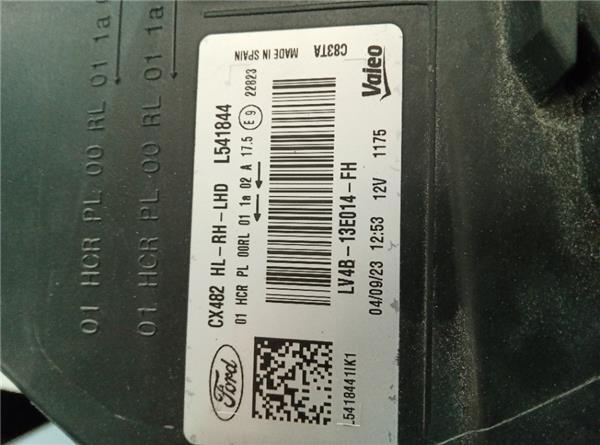 01 HCR PL 00 RL 01 1a
01 HCR PL 00 RL 01 1a
Ford
CX482 HL-RH-LHD L541844
01 HCR PL 00RL 01 1a 02 A 17.5 E 9 22823
MADE IN SPAIN C83TA
LV4B-13E014-FH
04/09/23 12:53 12V 1175
Valeo
L5418441IK1